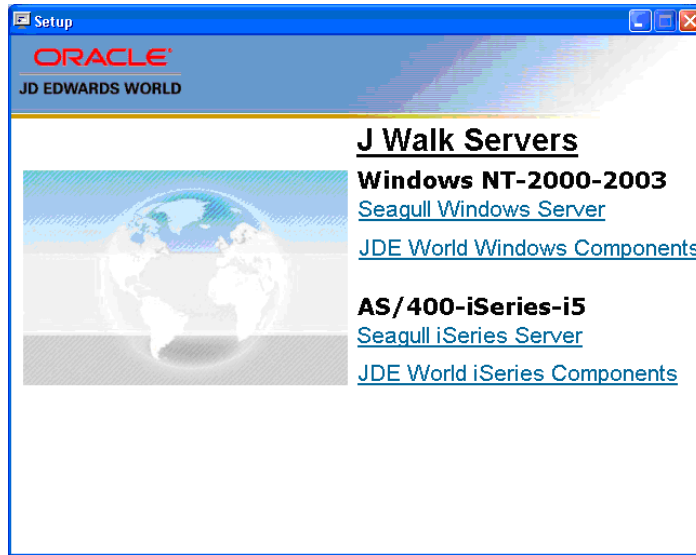 Setup
ORACLE
JD EDWARDS WORLD
J Walk Servers
Windows NT-2000-2003
Seagull Windows Server
JDE World Windows Components
AS/400-iSeries-i5
Seagull iSeries Server
JDE World iSeries Components